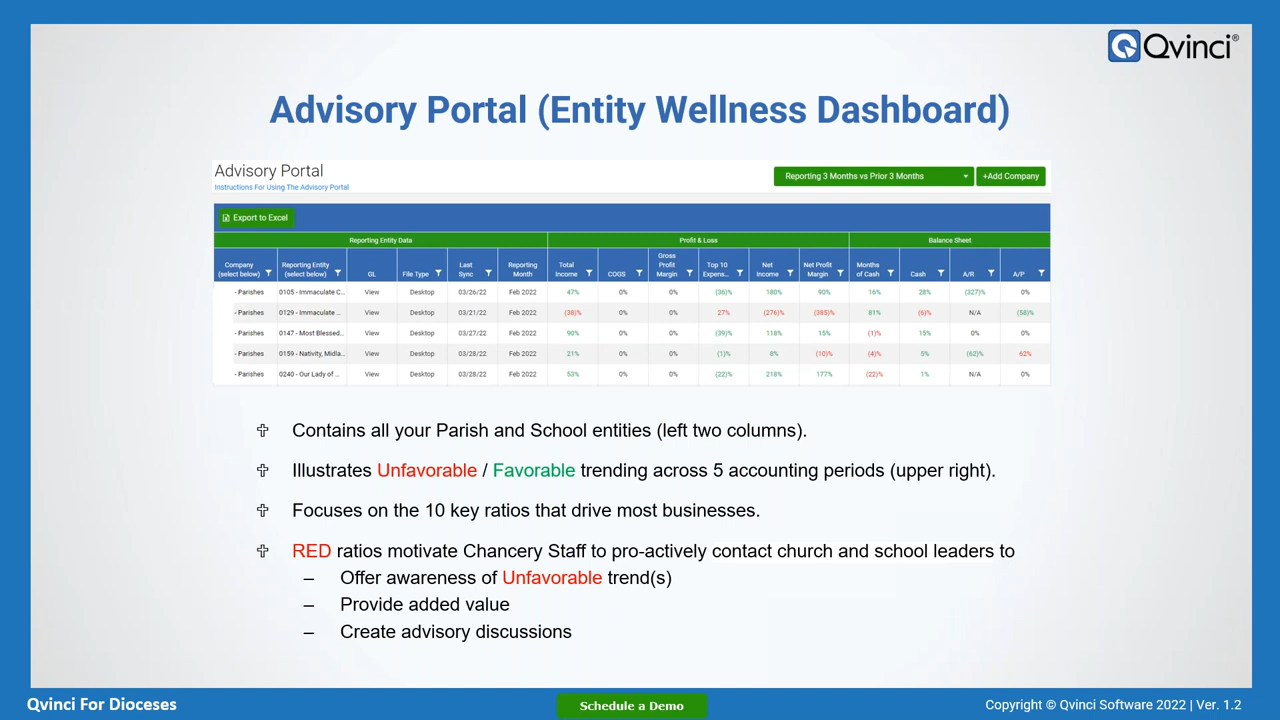 Qvinci®
Advisory Portal (Entity Wellness Dashboard)
Advisory Portal
Instructions For Using The Advisory Portal
Reporting 3 Months vs Prior 3 Months
+Add Company
Export to Excel
Reporting Entity Data Profit & Loss Balance Sheet
Company (select below) Reporting Entity (select below) GL File Type Last Sync Reporting Month Total Income COGS Gross Profit Margin Top 10 Expens... Net Income Net Profit Margin Months of Cash Cash A/R A/P
- Parishes 0105 - Immaculate C... View Desktop 03/26/22 Feb 2022 47% 0% 0% (36)% 180% 90% 16% 28% (327)% 0%
- Parishes 0129 - Immaculate ... View Desktop 03/21/22 Feb 2022 (38)% 0% 0% 27% (276)% (385)% 81% (6)% N/A (58)%
- Parishes 0147 - Most Blessed... View Desktop 03/27/22 Feb 2022 90% 0% 0% (39)% 118% 15% (1)% 15% 0% 0%
- Parishes 0159 - Nativity, Midla... View Desktop 03/28/22 Feb 2022 21% 0% 0% (1)% 8% (10)% (4)% 5% (62)% 62%
- Parishes 0240 - Our Lady of ... View Desktop 03/28/22 Feb 2022 53% 0% 0% (22)% 218% 177% (22)% 1% N/A 0%
Contains all your Parish and School entities (left two columns).
Illustrates Unfavorable / Favorable trending across 5 accounting periods (upper right).
Focuses on the 10 key ratios that drive most businesses.
RED ratios motivate Chancery Staff to pro-actively contact church and school leaders to
– Offer awareness of Unfavorable trend(s)
– Provide added value
– Create advisory discussions
Qvinci For Dioceses
Schedule a Demo
Copyright © Qvinci Software 2022 | Ver. 1.2